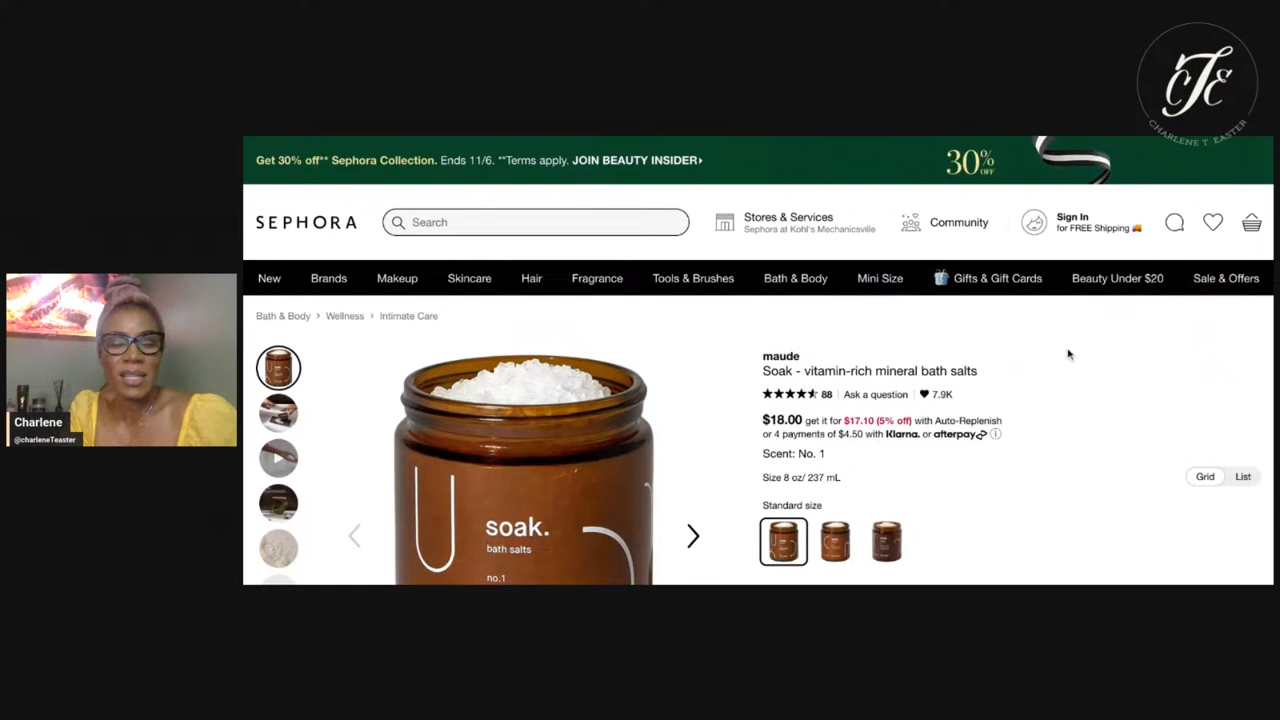 CTE
CHARLENE T. EASTER
Get 30% off** Sephora Collection. Ends 11/6. **Terms apply. JOIN BEAUTY INSIDER▸
30% OFF
SEPHORA
Search
Stores & Services
Sephora at Kohl's Mechanicsville
Community
Sign In
for FREE Shipping 🚚
New Brands Makeup Skincare Hair Fragrance Tools & Brushes Bath & Body Mini Size Gifts & Gift Cards Beauty Under $20 Sale & Offers
Bath & Body > Wellness > Intimate Care
maude
Soak - vitamin-rich mineral bath salts
88 Ask a question 7.9K
$18.00 get it for $17.10 (5% off) with Auto-Replenish
or 4 payments of $4.50 with Klarna. or afterpay
Scent: No. 1
Size 8 oz/ 237 mL
Grid List
Standard size
soak.
bath salts
no.1
Charlene
@charleneTeaster